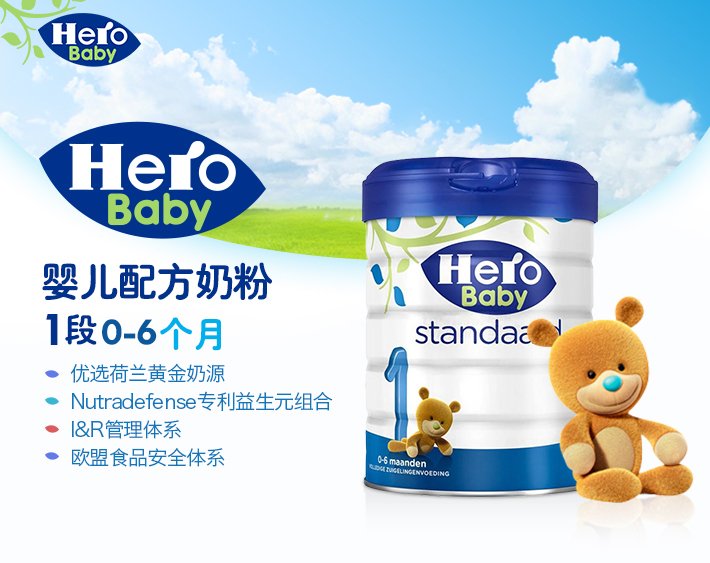 Hero
Baby
Hero
Baby
婴儿配方奶粉
1段0-6个月
优选荷兰黄金奶源
Nutradefense专利益生元组合
I&R管理体系
欧盟食品安全体系
Hero
Baby
standaard
1
0-6 maanden
VOLLEDIGE ZUIGELINGENVOEDING